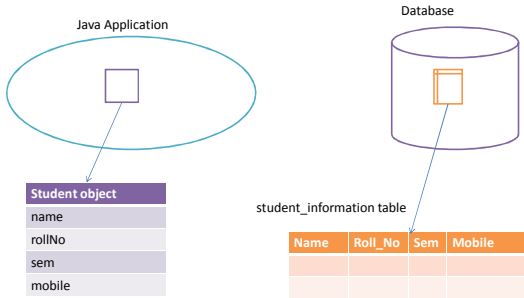 Java Application
Database
Student object
name
rollNo
sem
mobile
student_information table
Name Roll_No Sem Mobile